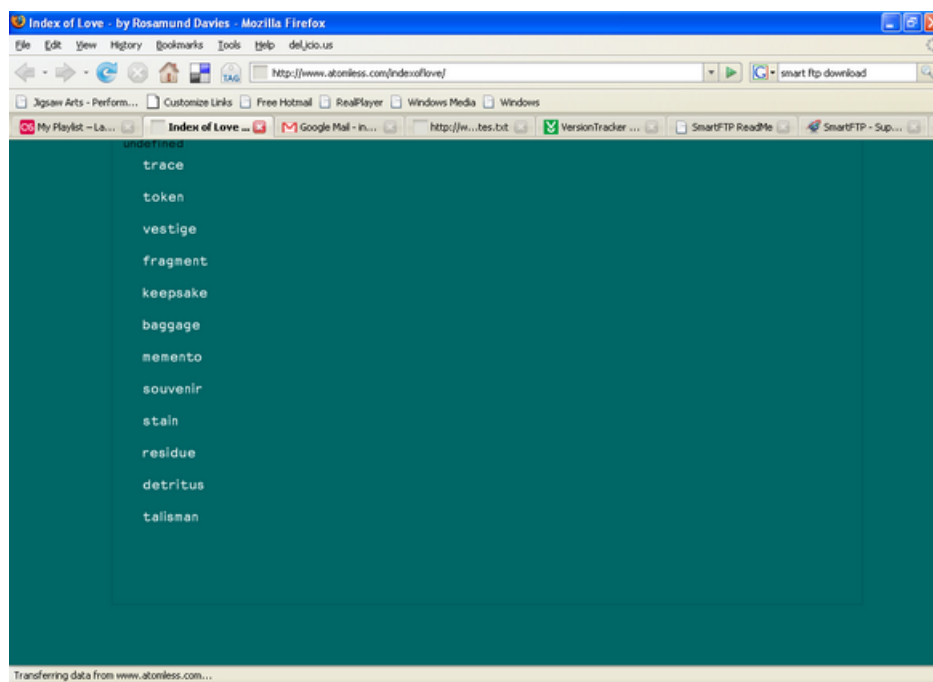 Index of Love - by Rosamund Davies - Mozilla Firefox
File Edit View History Bookmarks Tools Help del.icio.us
TAG http://www.atomless.com/indexoflove/ smart ftp download
Jigsaw Arts - Perform... Customize Links Free Hotmail RealPlayer Windows Media Windows
My Playlist – La... Index of Love ... Google Mail - in... http://w...tes.txt VersionTracker ... SmartFTP ReadMe SmartFTP - Sup...
undefined
trace
token
vestige
fragment
keepsake
baggage
memento
souvenir
stain
residue
detritus
talisman
Transferring data from www.atomless.com...